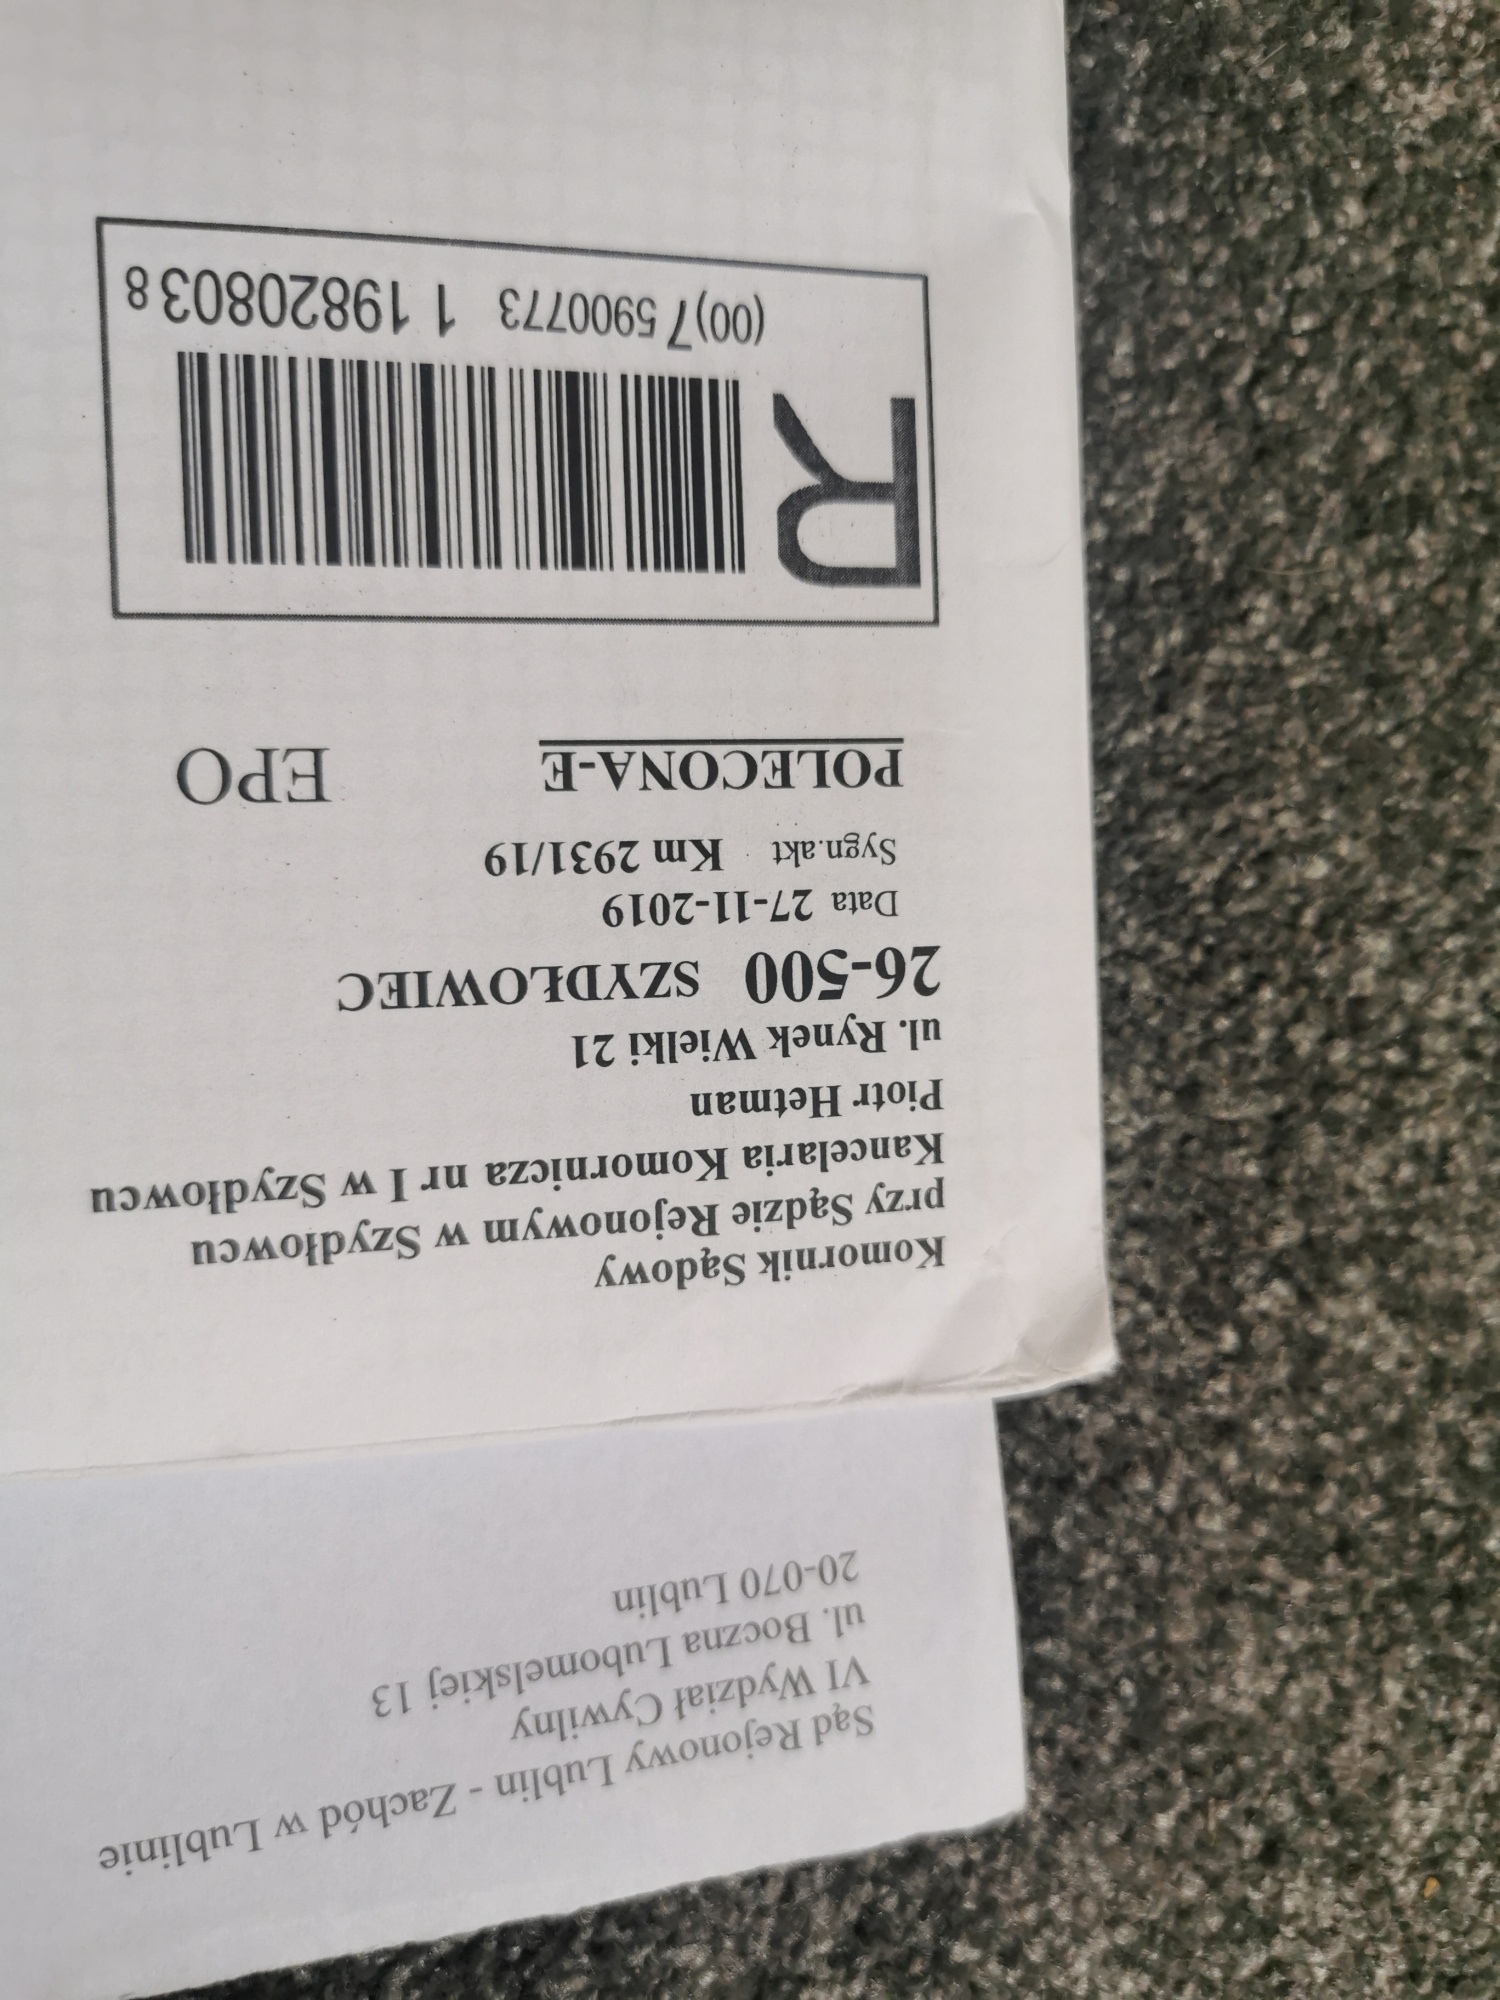 Sąd Rejonowy Lublin - Zachód w Lublinie
VI Wydział Cywilny
ul. Boczna Lubomelskiej 13
20-070 Lublin
Komornik Sądowy
przy Sądzie Rejonowym w Szydłowcu
Kancelaria Komornicza nr I w Szydłowcu
Piotr Hetman
ul. Rynek Wielki 21
26-500 SZYDŁOWIEC
Data 27-11-2019
Sygn.akt Km 2931/19
POLECONA-E EPO
R
(00)7 5900773 1 19820803 8